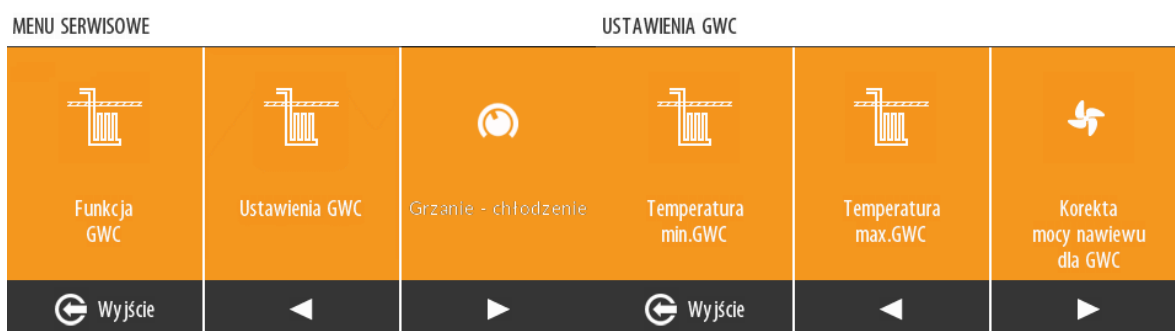 MENU SERWISOWE
Funkcja
GWC
Ustawienia GWC
Grzanie - chłodzenie
Wyjście
USTAWIENIA GWC
Temperatura
min.GWC
Temperatura
max.GWC
Korekta
mocy nawiewu
dla GWC
Wyjście